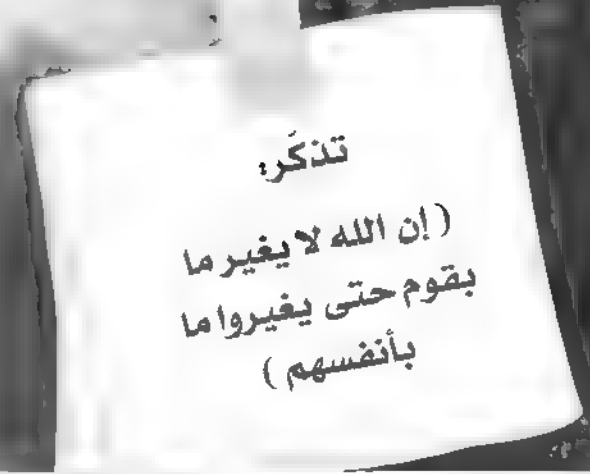 تذكّر:
( إن الله لا يغير ما
بقوم حتى يغيروا ما
بأنفسهم )